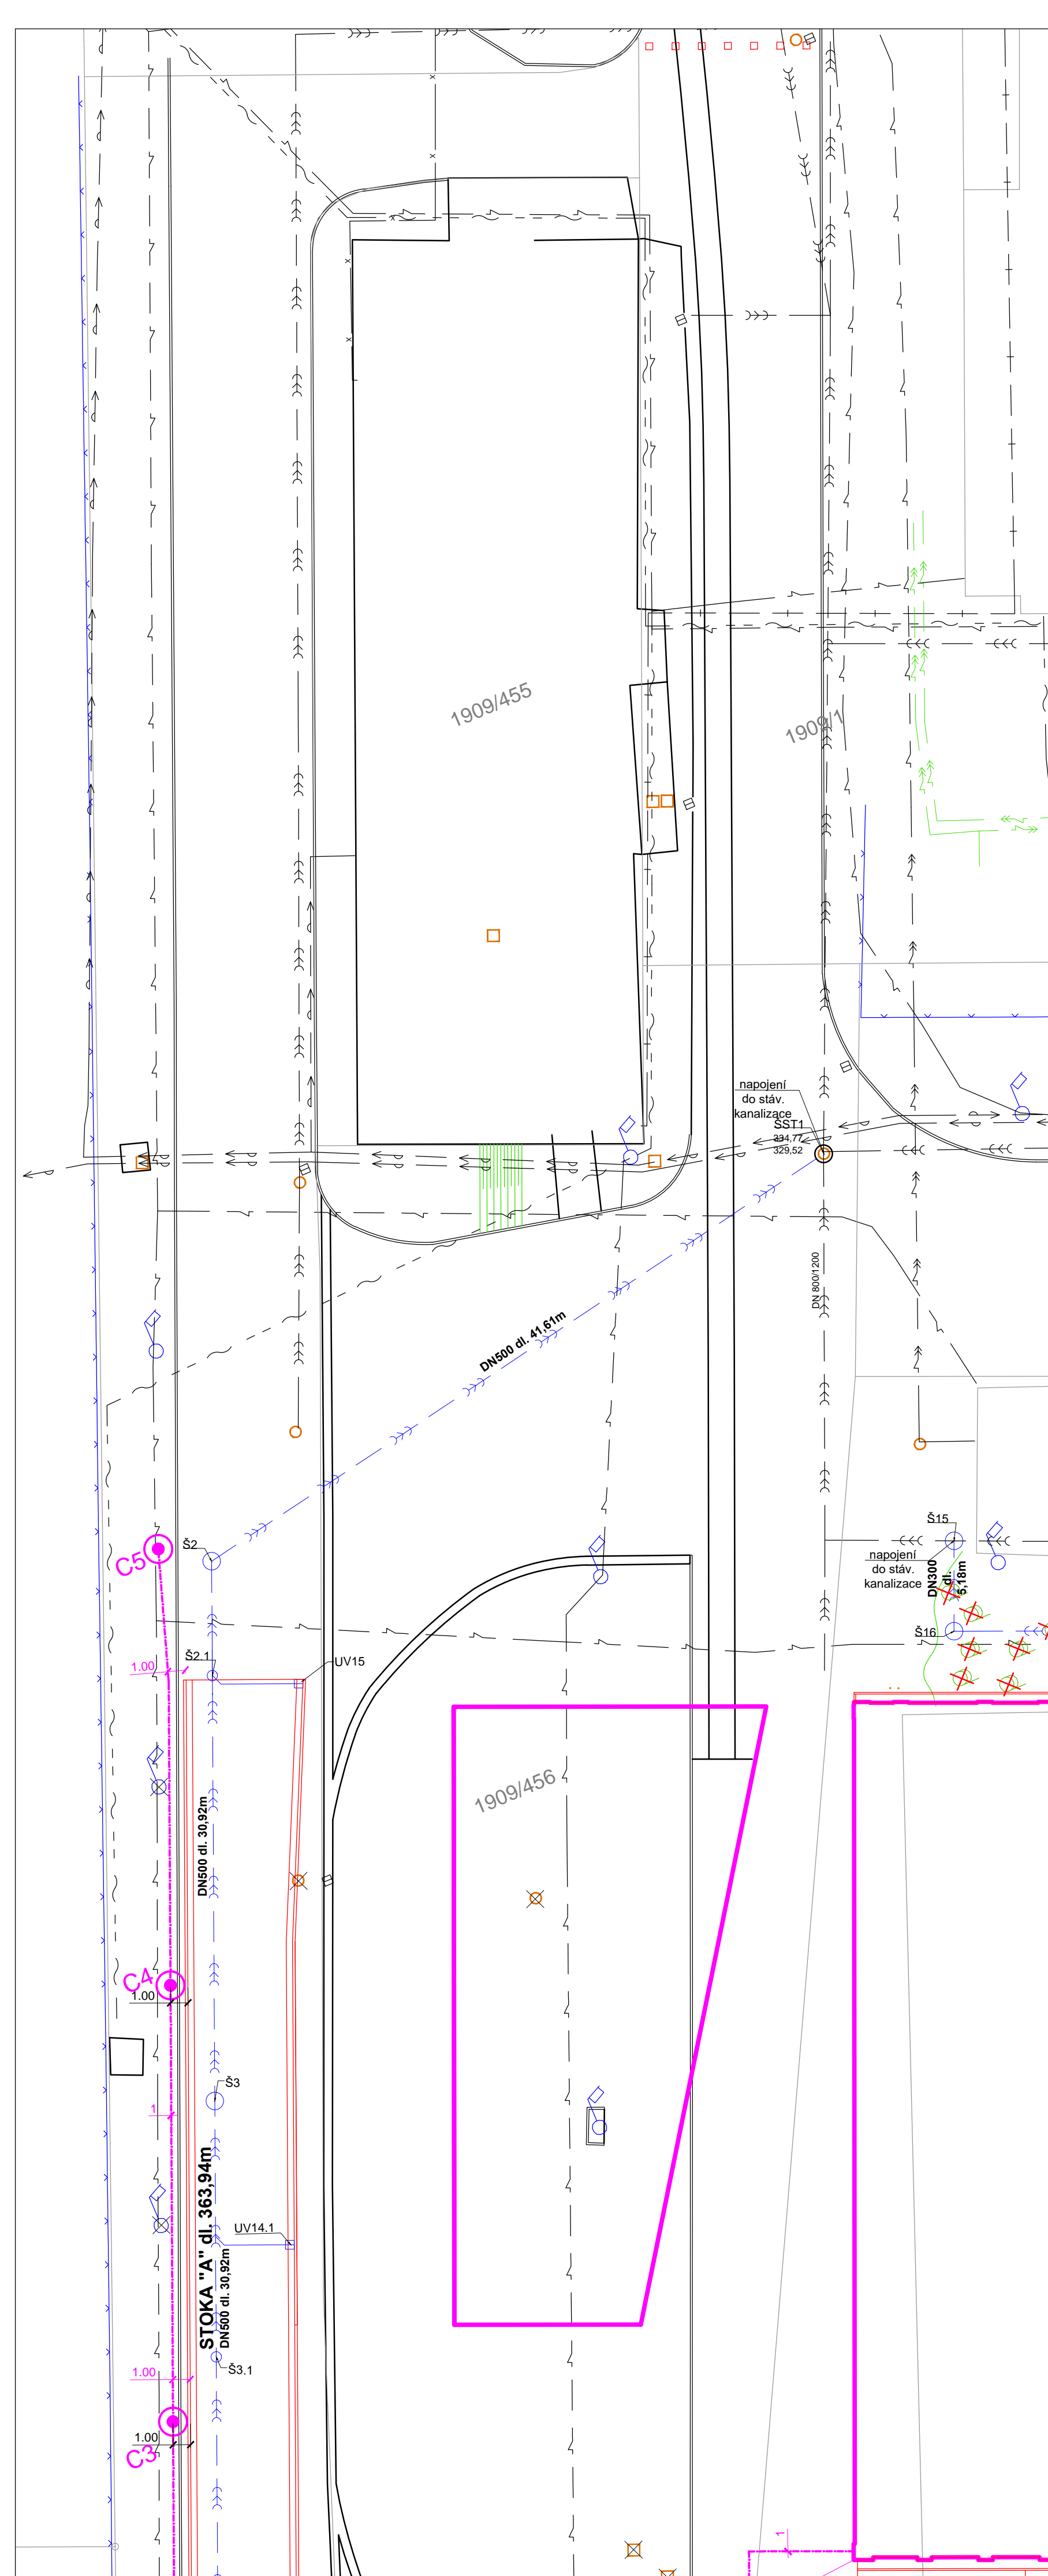 1909/455
1909/1
napojení
do stáv.
kanalizace
ŠST1
334,77
329,52
DN 800/1200
DN500 dl. 41,61m
C5
Š2
Š15
napojení
do stáv.
kanalizace
DN300
dl.
5,18m
Š16
1.00
Š2.1
UV15
1909/456
DN500 dl. 30,92m
C4
1.00
Š3
1
STOKA "A" dl. 363,94m
DN500 dl. 30,92m
UV14.1
Š3.1
1.00
1.00
C3
1